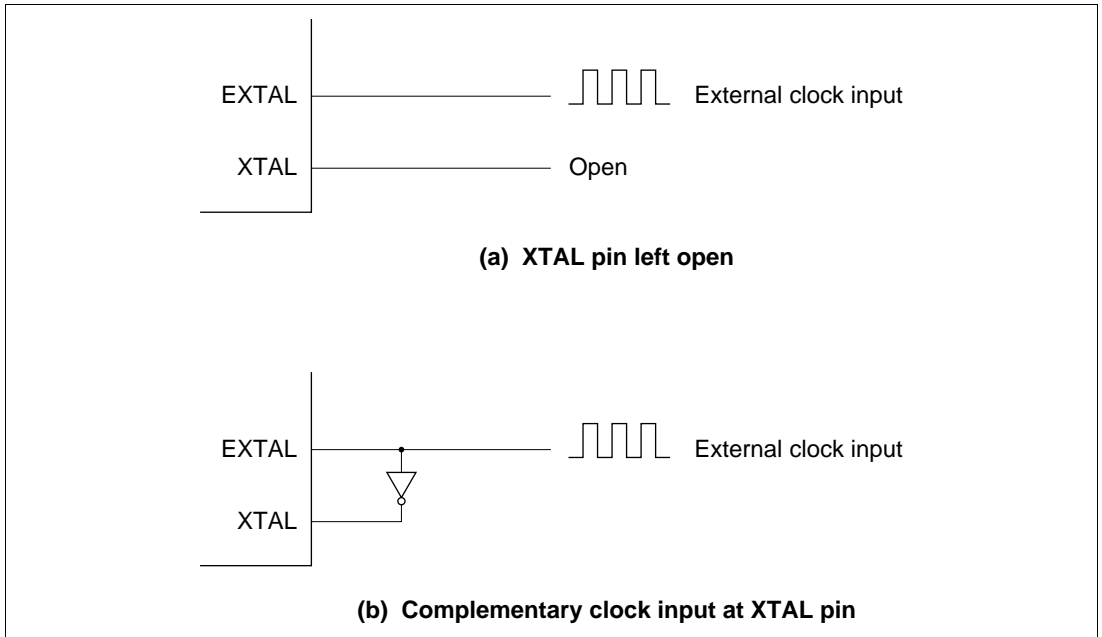 EXTAL
External clock input
XTAL
Open
(a) XTAL pin left open
EXTAL
External clock input
XTAL
(b) Complementary clock input at XTAL pin